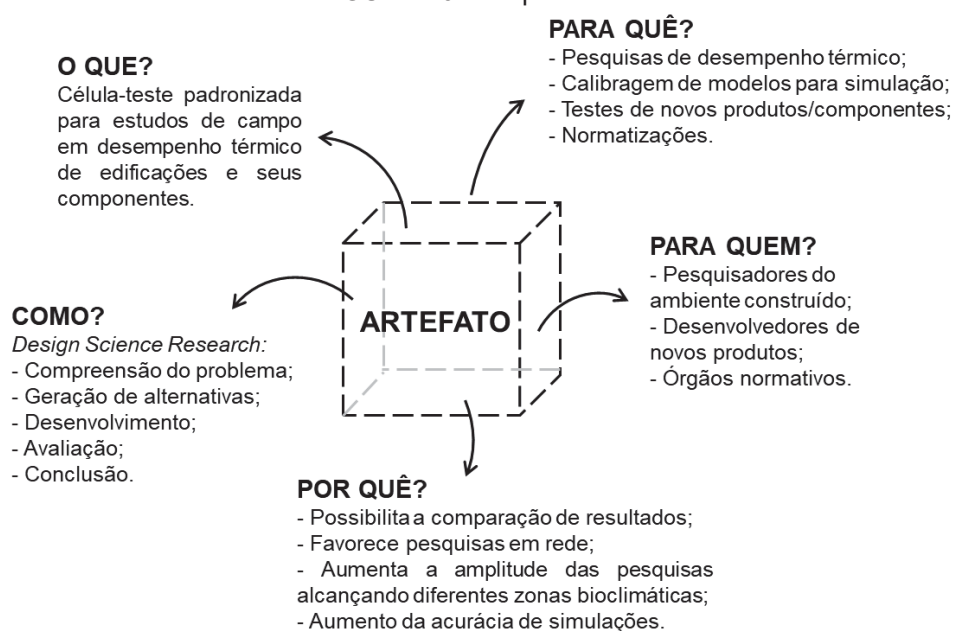 O QUE?
Célula-teste padronizada
para estudos de campo
em desempenho térmico
de edificações e seus
componentes.
PARA QUÊ?
- Pesquisas de desempenho térmico;
- Calibragem de modelos para simulação;
- Testes de novos produtos/componentes;
- Normatizações.
PARA QUEM?
- Pesquisadores do
ambiente construído;
- Desenvolvedores de
novos produtos;
- Órgãos normativos.
ARTEFATO
COMO?
Design Science Research:
- Compreensão do problema;
- Geração de alternativas;
- Desenvolvimento;
- Avaliação;
- Conclusão.
POR QUÊ?
- Possibilita a comparação de resultados;
- Favorece pesquisas em rede;
- Aumenta a amplitude das pesquisas
alcançando diferentes zonas bioclimáticas;
- Aumento da acurácia de simulações.